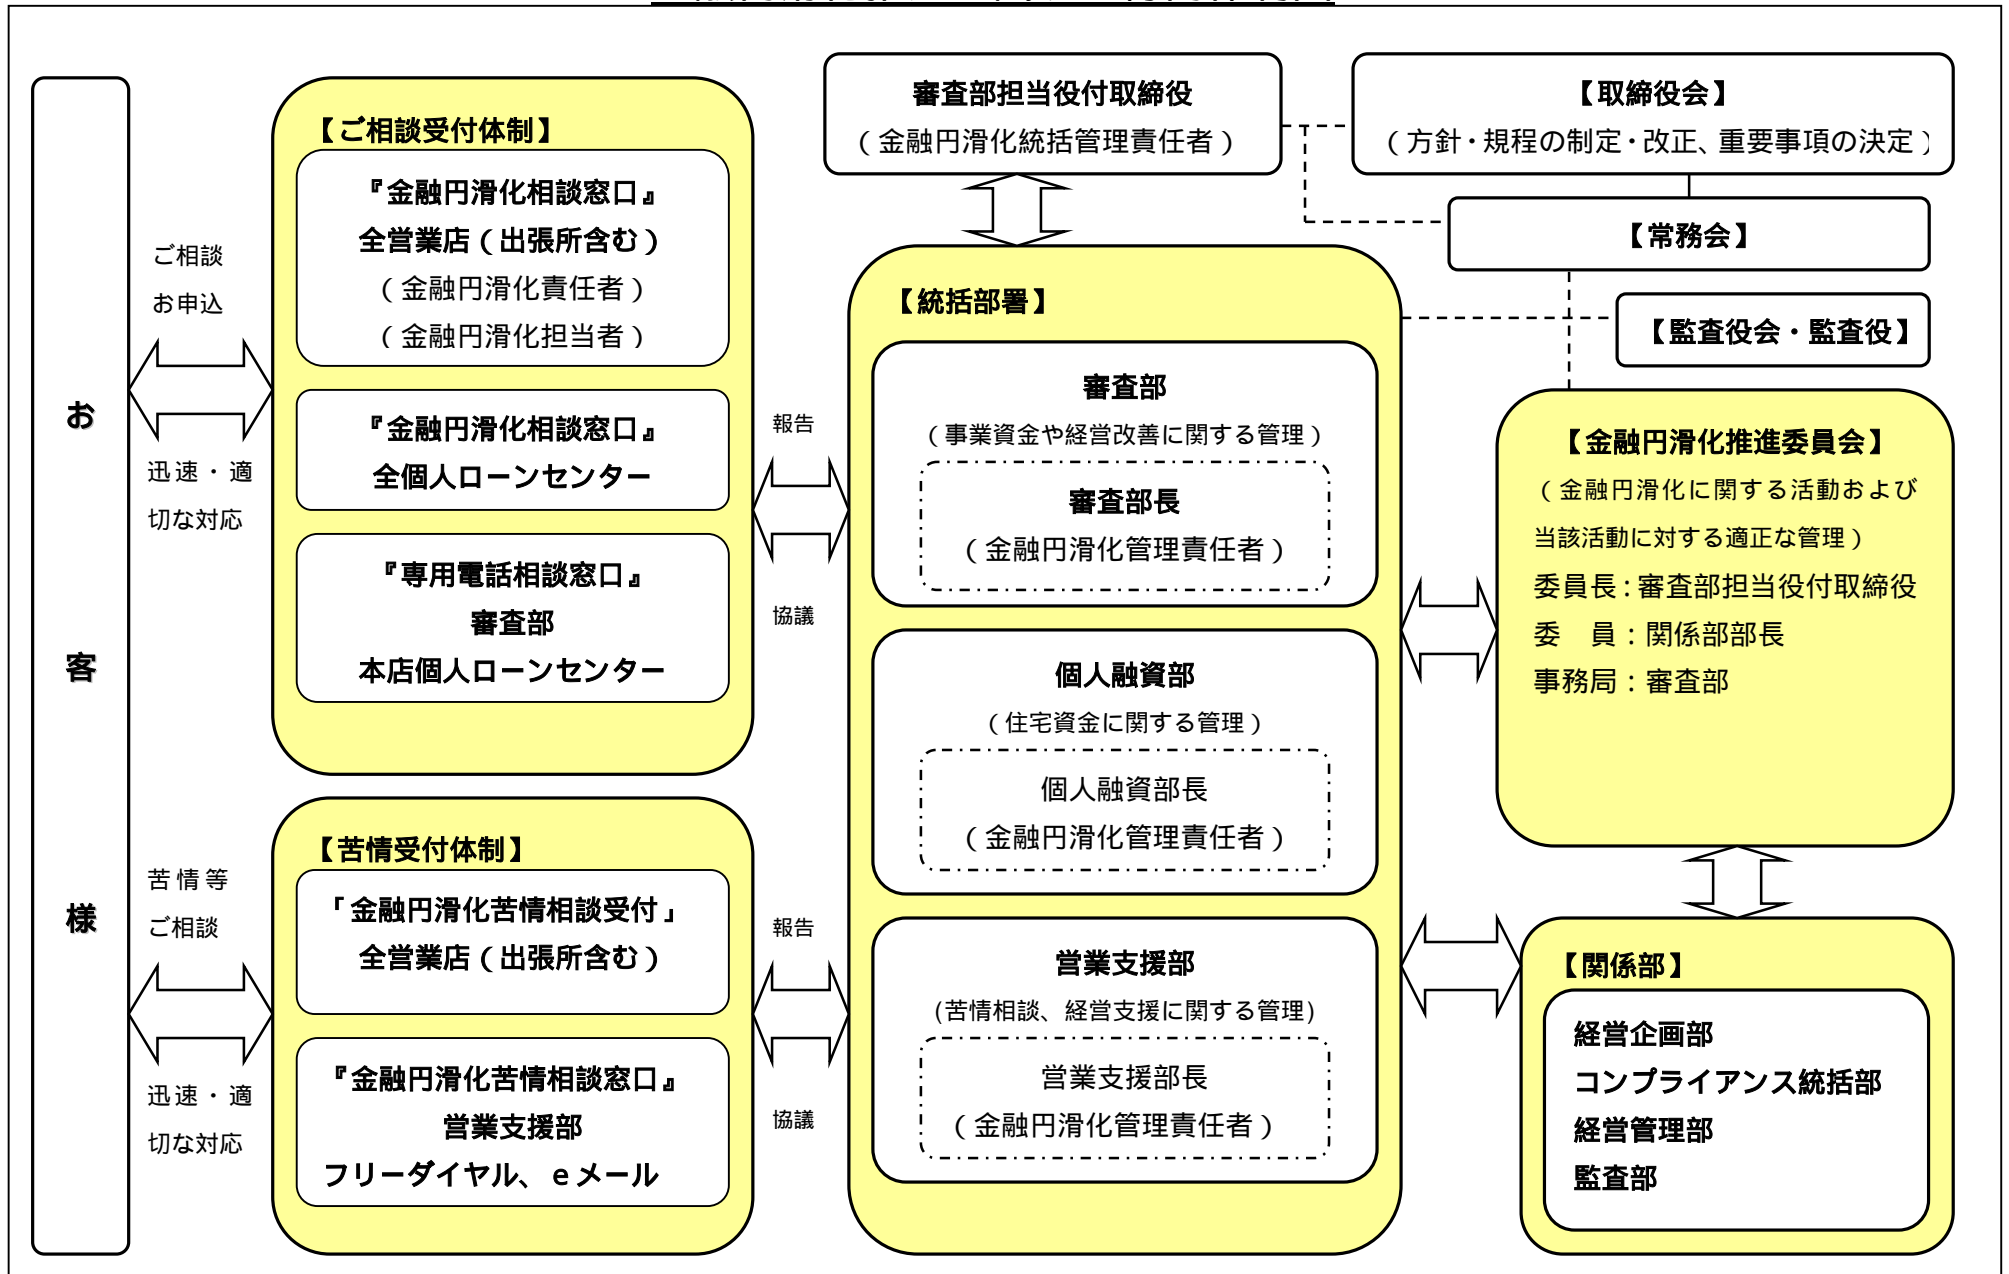 お
客
様
ご相談
お申込
迅速・適
切な対応
苦情等
ご相談
迅速・適
切な対応
【ご相談受付体制】
『金融円滑化相談窓口』
全営業店（出張所含む）
（金融円滑化責任者）
（金融円滑化担当者）
『金融円滑化相談窓口』
全個人ローンセンター
『専用電話相談窓口』
審査部
本店個人ローンセンター
【苦情受付体制】
「金融円滑化苦情相談受付」
全営業店（出張所含む）
『金融円滑化苦情相談窓口』
営業支援部
フリーダイヤル、eメール
報告
協議
報告
協議
審査部担当役付取締役
（金融円滑化統括管理責任者）
【統括部署】
審査部
（事業資金や経営改善に関する管理）
審査部長
（金融円滑化管理責任者）
個人融資部
（住宅資金に関する管理）
個人融資部長
（金融円滑化管理責任者）
営業支援部
(苦情相談、経営支援に関する管理)
営業支援部長
（金融円滑化管理責任者）
【取締役会】
（方針・規程の制定・改正、重要事項の決定）
【常務会】
【監査役会・監査役】
【金融円滑化推進委員会】
（金融円滑化に関する活動および
当該活動に対する適正な管理）
委員長：審査部担当役付取締役
委　員：関係部部長
事務局：審査部
【関係部】
経営企画部
コンプライアンス統括部
経営管理部
監査部